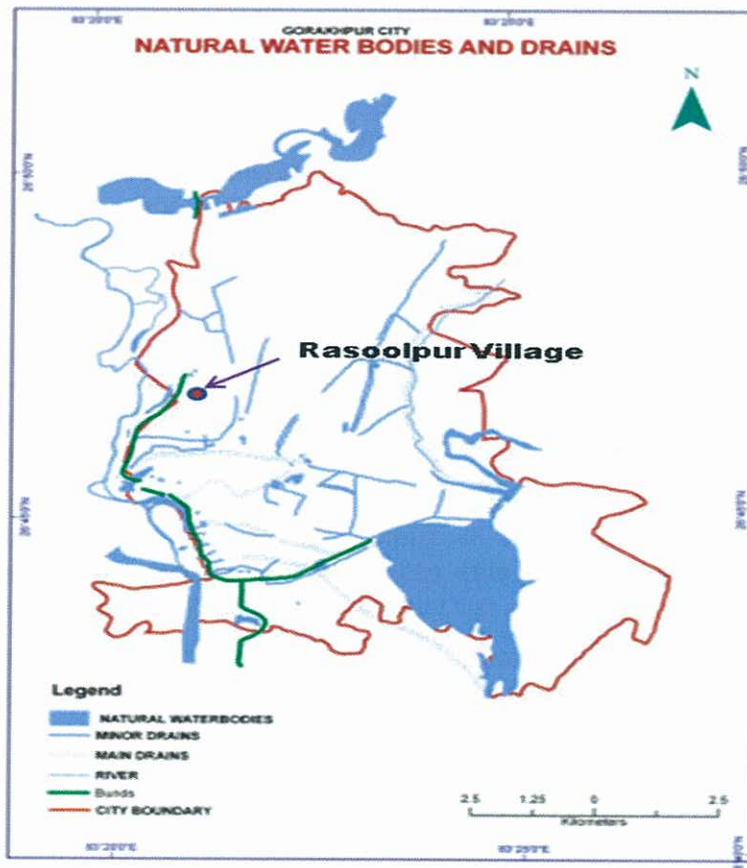 GORAKHPUR CITY
NATURAL WATER BODIES AND DRAINS
N
Rasoolpur Village
Legend
NATURAL WATERBODIES
MINOR DRAINS
MAIN DRAINS
RIVER
Bunds
CITY BOUNDARY
2.5 1.25 0 2.5
Kilometers